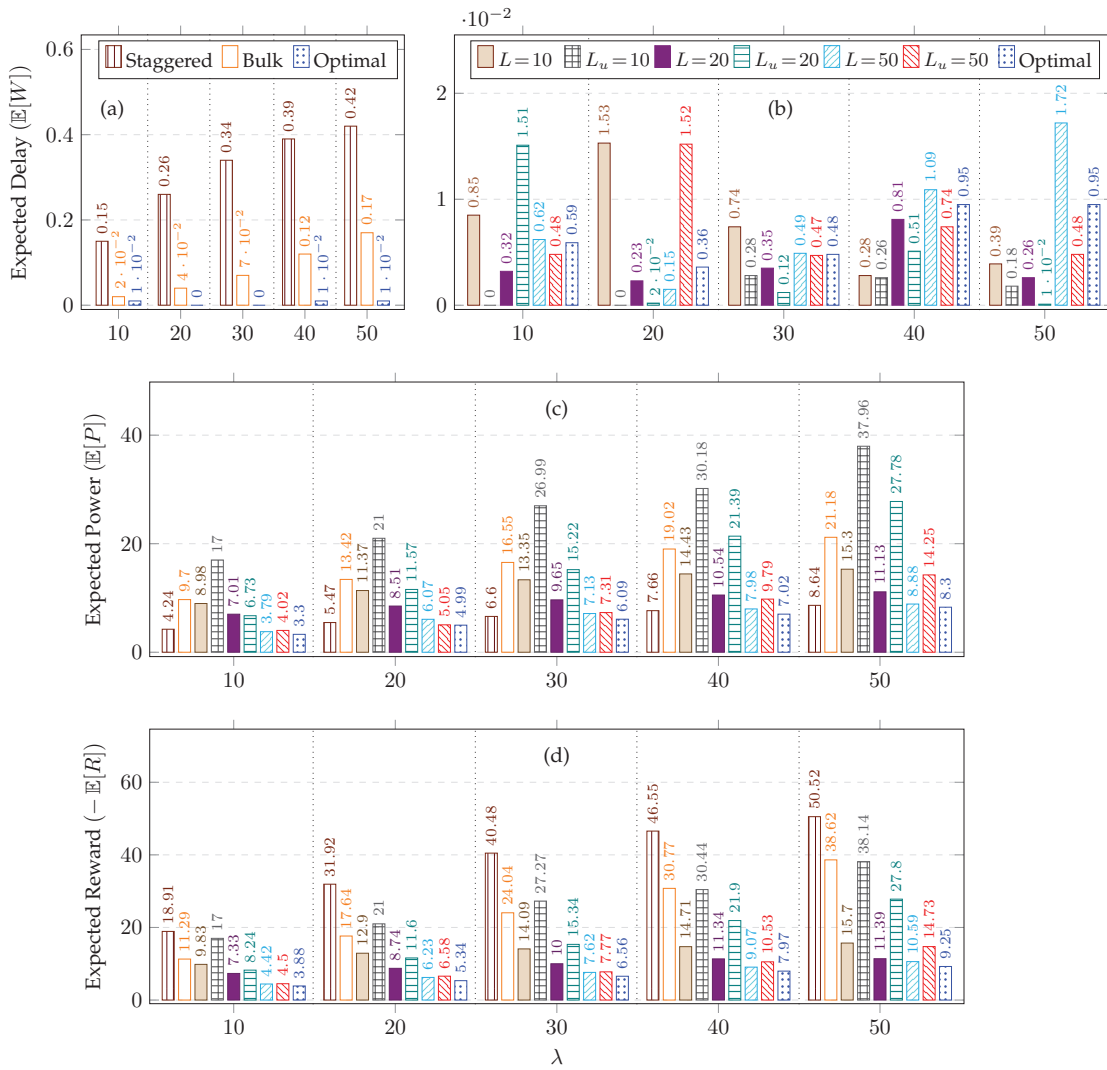 ·10⁻²
Staggered Bulk Optimal
L=10 Lᵤ=10 L=20 Lᵤ=20 L=50 Lᵤ=50 Optimal
(a)
(b)
Expected Delay (𝔼[W])
0.6
0.4
0.2
0
0.15 2 · 10⁻² 1 · 10⁻²
0.26 4 · 10⁻² 0
0.34 7 · 10⁻² 0
0.39 0.12 1 · 10⁻²
0.42 0.17 1 · 10⁻²
10 20 30 40 50
2
1
0
0.85 0 0.32 1.51 0.62 0.48 0.59
1.53 0 0.23 2 · 10⁻² 0.15 1.52 0.36
0.74 0.28 0.35 0.12 0.49 0.47 0.48
0.28 0.26 0.81 0.51 1.09 0.74 0.95
0.39 0.18 0.26 1 · 10⁻² 1.72 0.48 0.95
10 20 30 40 50
(c)
Expected Power (𝔼[P])
40
20
0
4.24 9.7 8.98 17 7.01 6.73 3.79 4.02 3.3
5.47 13.42 11.37 21 8.51 11.57 6.07 5.05 4.99
6.6 16.55 13.35 26.99 9.65 15.22 7.13 7.31 6.09
7.66 19.02 14.43 30.18 10.54 21.39 7.98 9.79 7.02
8.64 21.18 15.3 37.96 11.13 27.78 8.88 14.25 8.3
10 20 30 40 50
(d)
Expected Reward (− 𝔼[R])
60
40
20
0
18.91 11.29 9.83 17 7.33 8.24 4.42 4.5 3.88
31.92 17.64 12.9 21 8.74 11.6 6.23 6.58 5.34
40.48 24.04 14.09 27.27 10 15.34 7.62 7.77 6.56
46.55 30.77 14.71 30.44 11.34 21.9 9.07 10.53 7.97
50.52 38.62 15.7 38.14 11.39 27.8 10.59 14.73 9.25
10 20 30 40 50
λ